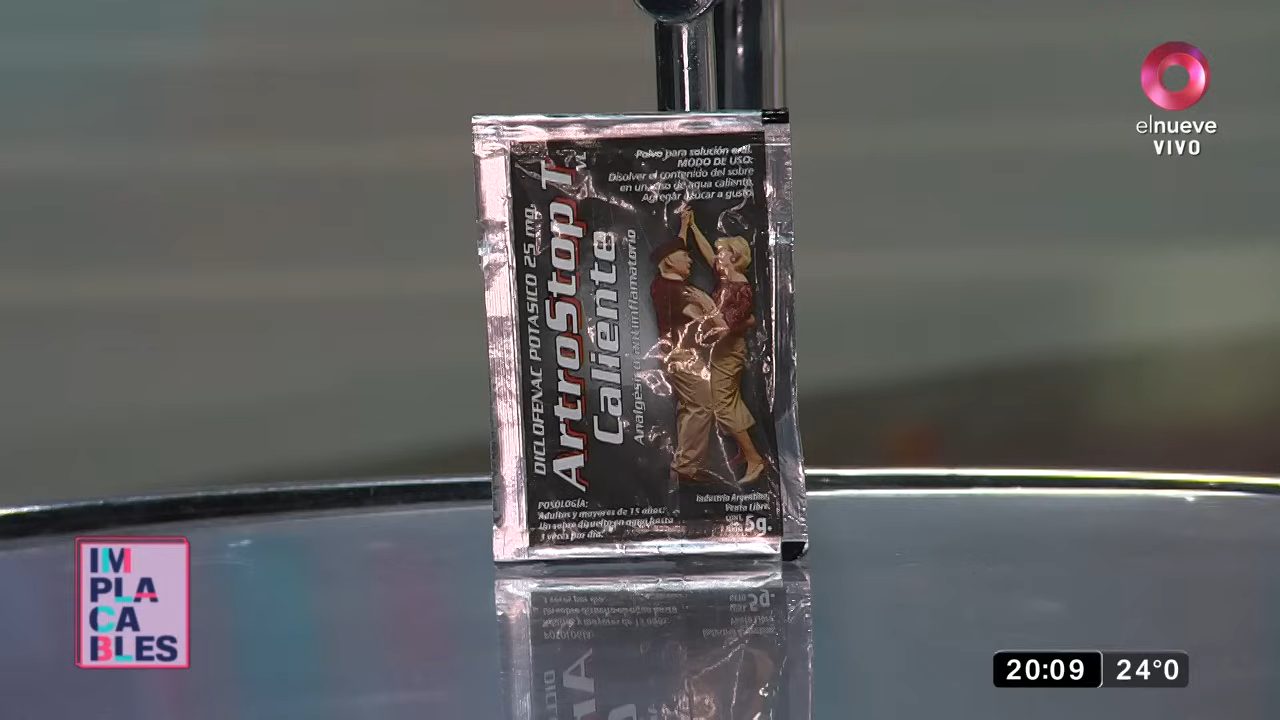 elnueve
VIVO
Polvo para solución oral.
MODO DE USO:
Disolver el contenido del sobre
en un vaso de agua caliente.
Agregar azúcar a gusto.
DICLOFENAC POTASICO 25 mg.
ArtroStop T
VL
Caliente
Analgésico antiinflamatorio
POSOLOGÍA:
Adultos y mayores de 15 años:
Un sobre disuelto en agua hasta
3 veces por día.
Industria Argentina.
Venta Libre.
5g.
IM
PLA
CA
BLES
20:09 24°0